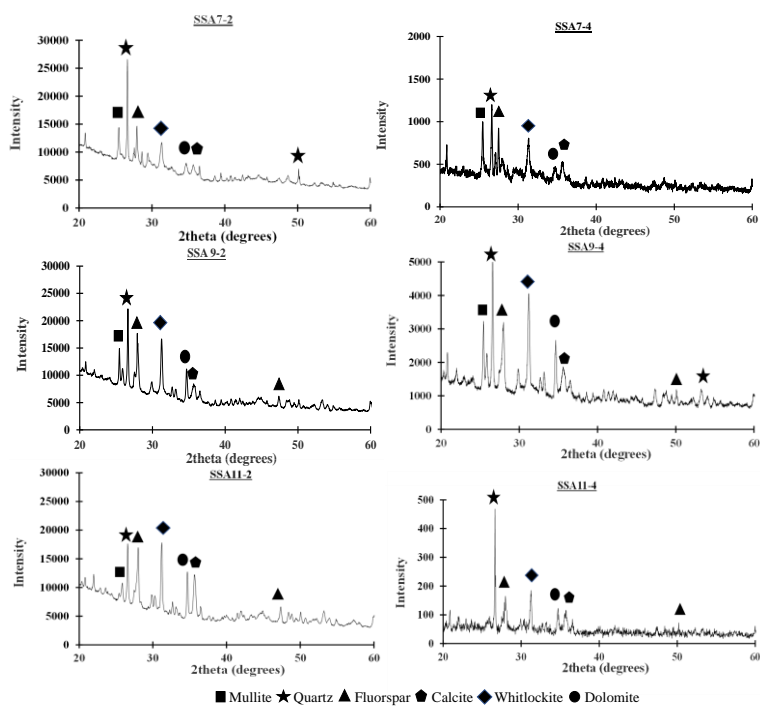 SSA7-2
30000
25000
20000
15000
10000
5000
0
Intensity
20 30 40 50 60
2theta (degrees)
SSA7-4
2000
1500
1000
500
0
Intensity
20 30 40 50 60
2theta (degrees)
SSA 9-2
30000
25000
20000
15000
10000
5000
0
Intensity
20 30 40 50 60
2theta (degrees)
SSA9-4
5000
4000
3000
2000
1000
0
Intensity
20 30 40 50 60
2theta (degrees)
SSA11-2
30000
25000
20000
15000
10000
5000
0
Intensity
20 30 40 50 60
2theta (degrees)
SSA11-4
500
400
300
200
100
0
Intensity
20 30 40 50 60
2theta (degrees)
Mullite Quartz Fluorspar Calcite Whitlockite Dolomite